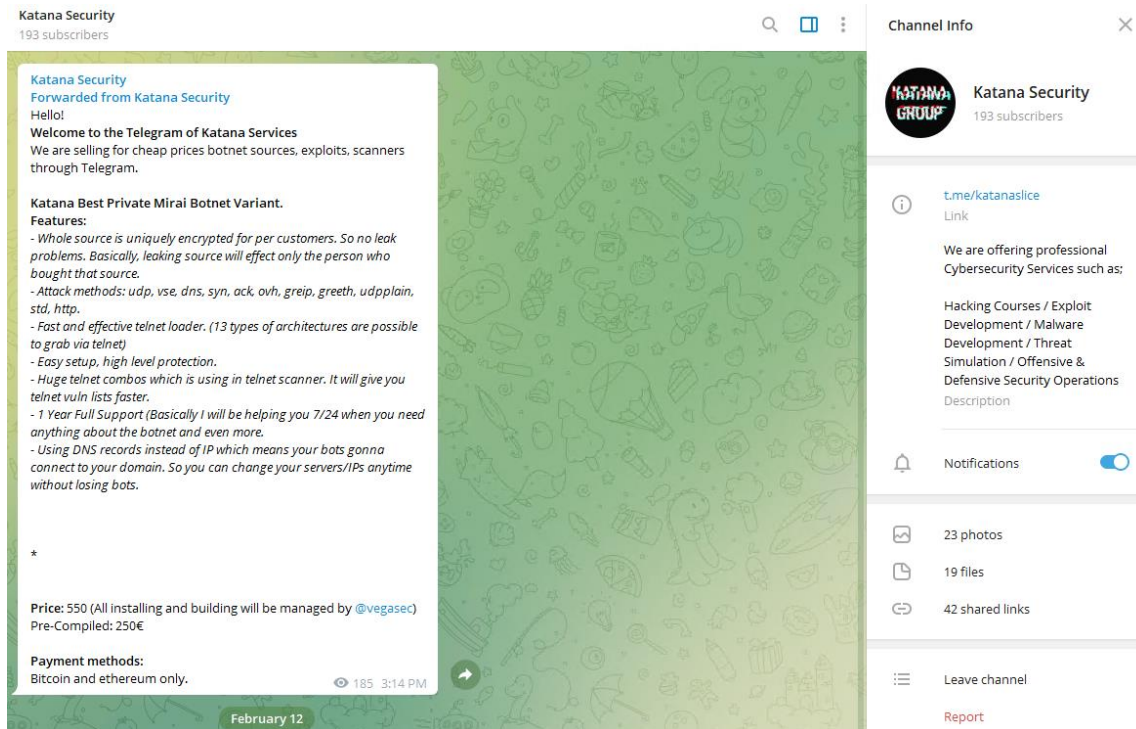 Katana Security
193 subscribers
Katana Security
Forwarded from Katana Security
Hello!
Welcome to the Telegram of Katana Services
We are selling for cheap prices botnet sources, exploits, scanners
through Telegram.
Katana Best Private Mirai Botnet Variant.
Features:
- Whole source is uniquely encrypted for per customers. So no leak
problems. Basically, leaking source will effect only the person who
bought that source.
- Attack methods: udp, vse, dns, syn, ack, ovh, greip, greeth, udpplain,
std, http.
- Fast and effective telnet loader. (13 types of architectures are possible
to grab via telnet)
- Easy setup, high level protection.
- Huge telnet combos which is using in telnet scanner. It will give you
telnet vuln lists faster.
- 1 Year Full Support (Basically I will be helping you 7/24 when you need
anything about the botnet and even more.
- Using DNS records instead of IP which means your bots gonna
connect to your domain. So you can change your servers/IPs anytime
without losing bots.
*
Price: 550 (All installing and building will be managed by @vegasec)
Pre-Compiled: 250€
Payment methods:
Bitcoin and ethereum only.
185 3:14 PM
February 12
Channel Info
KATANA
GROUP
Katana Security
193 subscribers
t.me/katanaslice
Link
We are offering professional
Cybersecurity Services such as;
Hacking Courses / Exploit
Development / Malware
Development / Threat
Simulation / Offensive &
Defensive Security Operations
Description
Notifications
23 photos
19 files
42 shared links
Leave channel
Report